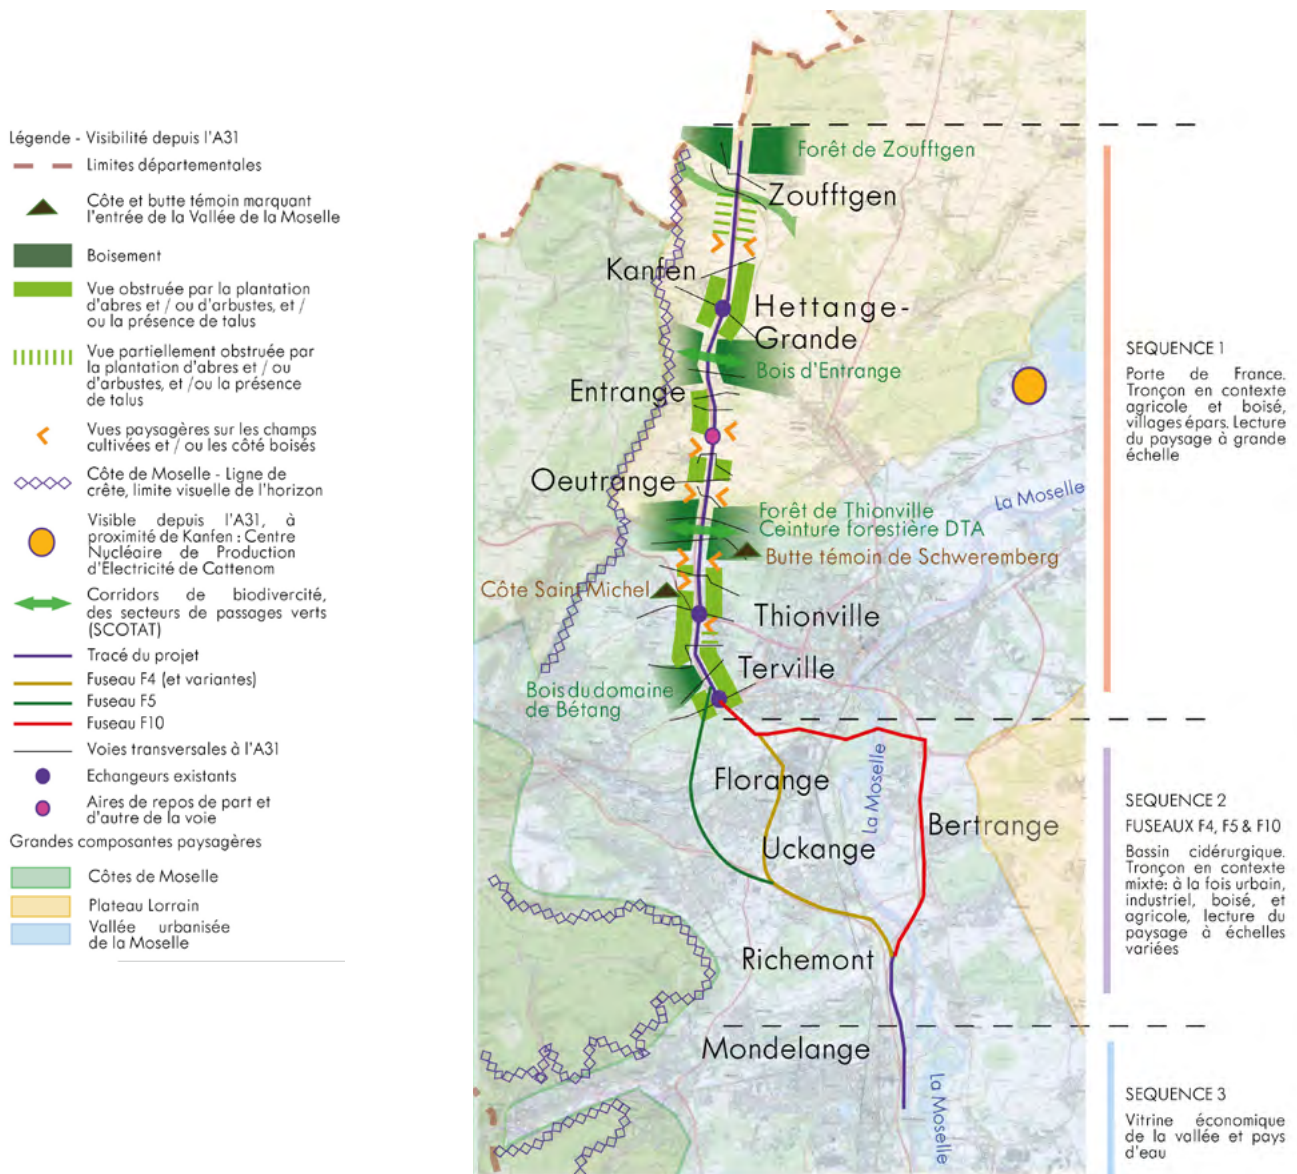 Légende - Visibilité depuis l'A31
Limites départementales
Côte et butte témoin marquant
l'entrée de la Vallée de la Moselle
Boisement
Vue obstruée par la plantation
d'abres et / ou d'arbustes, et /
ou la présence de talus
Vue partiellement obstruée par
la plantation d'abres et / ou
d'arbustes, et /ou la présence
de talus
Vues paysagères sur les champs
cultivées et / ou les côté boisés
Côte de Moselle - Ligne de
crête, limite visuelle de l'horizon
Visible depuis l'A31, à
proximité de Kanfen : Centre
Nucléaire de Production
d'Electricité de Cattenom
Corridors de biodivercité,
des secteurs de passages verts
(SCOTAT)
Tracé du projet
Fuseau F4 (et variantes)
Fuseau F5
Fuseau F10
Voies transversales à l'A31
Echangeurs existants
Aires de repos de part et
d'autre de la voie
Grandes composantes paysagères
Côtes de Moselle
Plateau Lorrain
Vallée urbanisée
de la Moselle
Forêt de Zoufftgen
Zoufftgen
Kanfen
Hettange-
Grande
Bois d'Entrange
Entrange
Oeutrange
La Moselle
Forêt de Thionville
Ceinture forestière DTA
Butte témoin de Schweremberg
Côte Saint Michel
Thionville
Terville
Bois du domaine
de Bétang
La Moselle
Florange
Bertrange
Uckange
Richemont
Mondelange
La Moselle
SEQUENCE 1
Porte de France.
Tronçon en contexte
agricole et boisé,
villages épars. Lecture
du paysage à grande
échelle
SEQUENCE 2
FUSEAUX F4, F5 & F10
Bassin cidérurgique.
Tronçon en contexte
mixte: à la fois urbain,
industriel, boisé, et
agricole, lecture du
paysage à échelles
variées
SEQUENCE 3
Vitrine économique
de la vallée et pays
d'eau